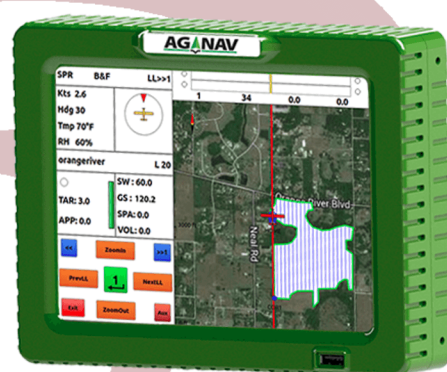 AGNAV
SPR B&F LL>>1
Kts 2.6
Hdg 30
Tmp 70°F
RH 60%
orangeriver L 20
TAR: 3.0
APP: 0.0
SW : 60.0
GS : 120.2
SPA: 0.0
VOL: 0.0
<< ZoomIn >>1
PrevLL 1 NextLL
Exit ZoomOut Aux
1 34 0.0 0.0
Orange River Blvd
Neal Rd